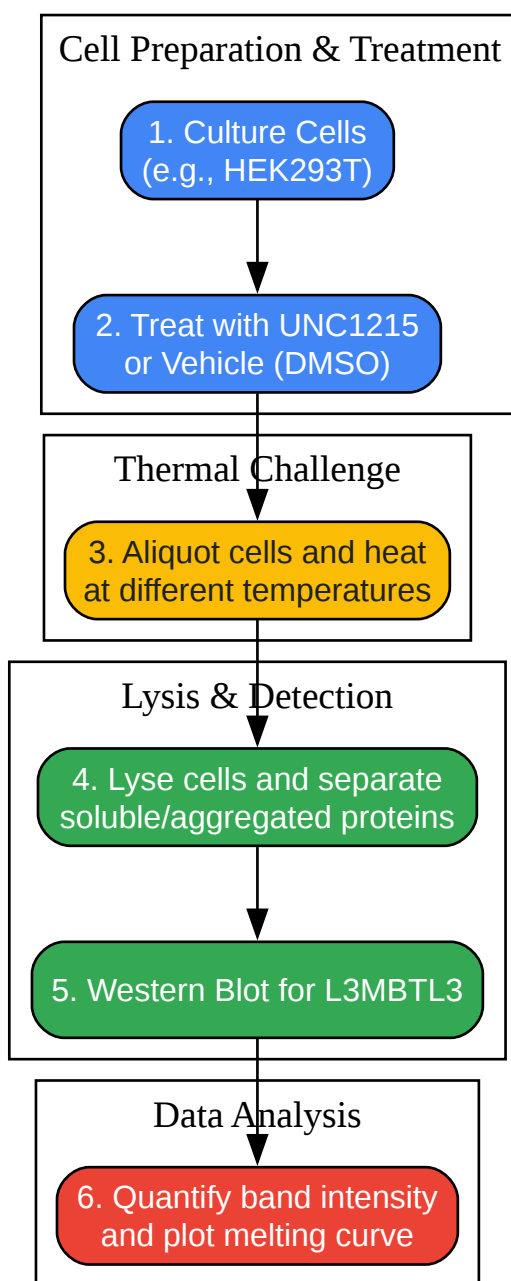 Cell Preparation & Treatment
1. Culture Cells
(e.g., HEK293T)
2. Treat with UNC1215
or Vehicle (DMSO)
Thermal Challenge
3. Aliquot cells and heat
at different temperatures
Lysis & Detection
4. Lyse cells and separate
soluble/aggregated proteins
5. Western Blot for L3MBTL3
Data Analysis
6. Quantify band intensity
and plot melting curve